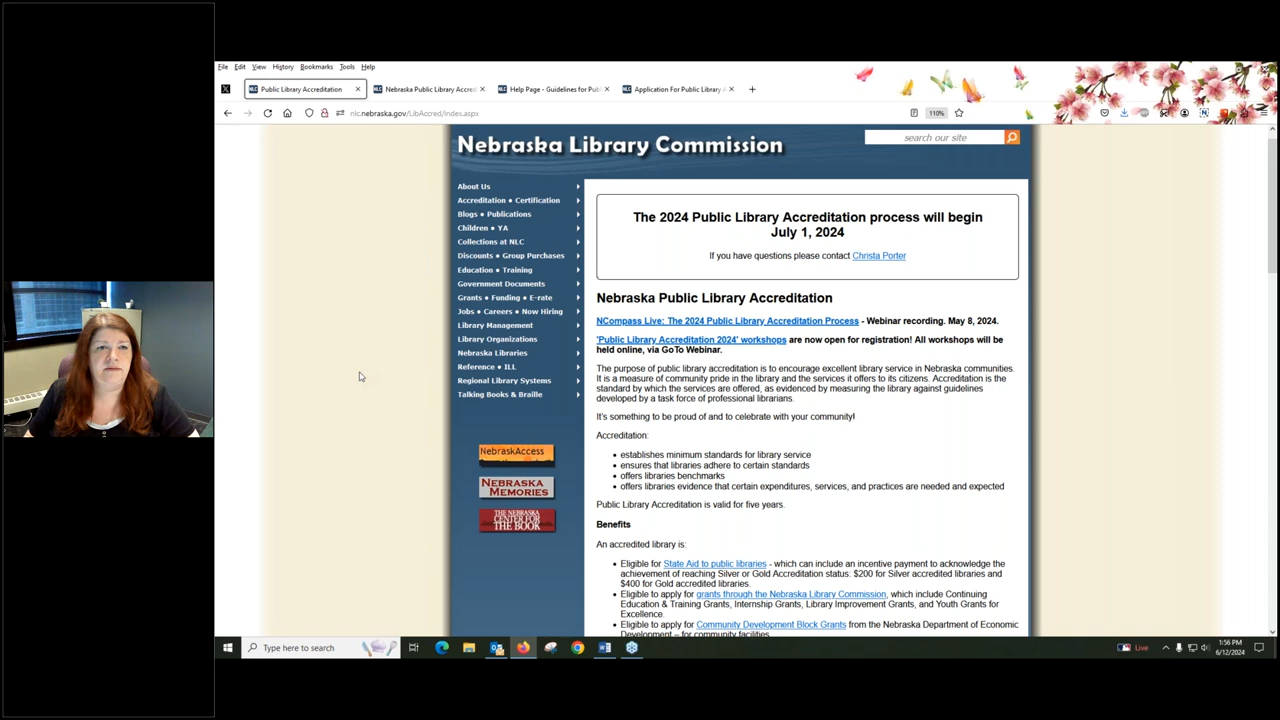 File Edit View History Bookmarks Tools Help
Public Library Accreditation
Nebraska Public Library Accred
Help Page - Guidelines for Publ
Application For Public Library A
nlc.nebraska.gov/LibAccred/index.aspx
110%
Nebraska Library Commission
search our site
About Us
Accreditation • Certification
Blogs • Publications
Children • YA
Collections at NLC
Discounts • Group Purchases
Education • Training
Government Documents
Grants • Funding • E-rate
Jobs • Careers • Now Hiring
Library Management
Library Organizations
Nebraska Libraries
Reference • ILL
Regional Library Systems
Talking Books & Braille
NebraskAccess
NEBRASKA
MEMORIES
THE NEBRASKA
CENTER FOR
THE BOOK
The 2024 Public Library Accreditation process will begin
July 1, 2024
If you have questions please contact Christa Porter
Nebraska Public Library Accreditation
NCompass Live: The 2024 Public Library Accreditation Process - Webinar recording. May 8, 2024.
'Public Library Accreditation 2024' workshops are now open for registration! All workshops will be
held online, via GoTo Webinar.
The purpose of public library accreditation is to encourage excellent library service in Nebraska communities.
It is a measure of community pride in the library and the services it offers to its citizens. Accreditation is the
standard by which the services are offered, as evidenced by measuring the library against guidelines
developed by a task force of professional librarians.
It's something to be proud of and to celebrate with your community!
Accreditation:
• establishes minimum standards for library service
• ensures that libraries adhere to certain standards
• offers libraries benchmarks
• offers libraries evidence that certain expenditures, services, and practices are needed and expected
Public Library Accreditation is valid for five years.
Benefits
An accredited library is:
• Eligible for State Aid to public libraries - which can include an incentive payment to acknowledge the
achievement of reaching Silver or Gold Accreditation status: $200 for Silver accredited libraries and
$400 for Gold accredited libraries.
• Eligible to apply for grants through the Nebraska Library Commission, which include Continuing
Education & Training Grants, Internship Grants, Library Improvement Grants, and Youth Grants for
Excellence.
• Eligible to apply for Community Development Block Grants from the Nebraska Department of Economic
Development – for community facilities
Type here to search
Live
1:56 PM
6/12/2024